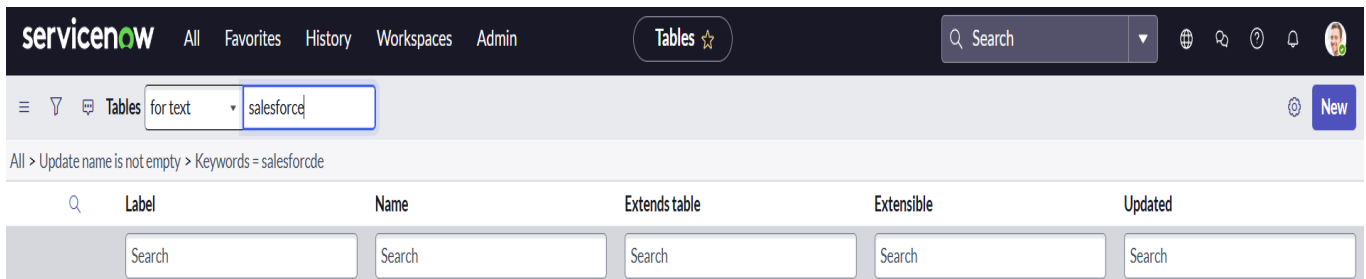 servicenow All Favorites History Workspaces Admin Tables Search
Tables for text salesforce New
All > Update name is not empty > Keywords = salesforcde
Label Name Extends table Extensible Updated
Search Search Search Search Search